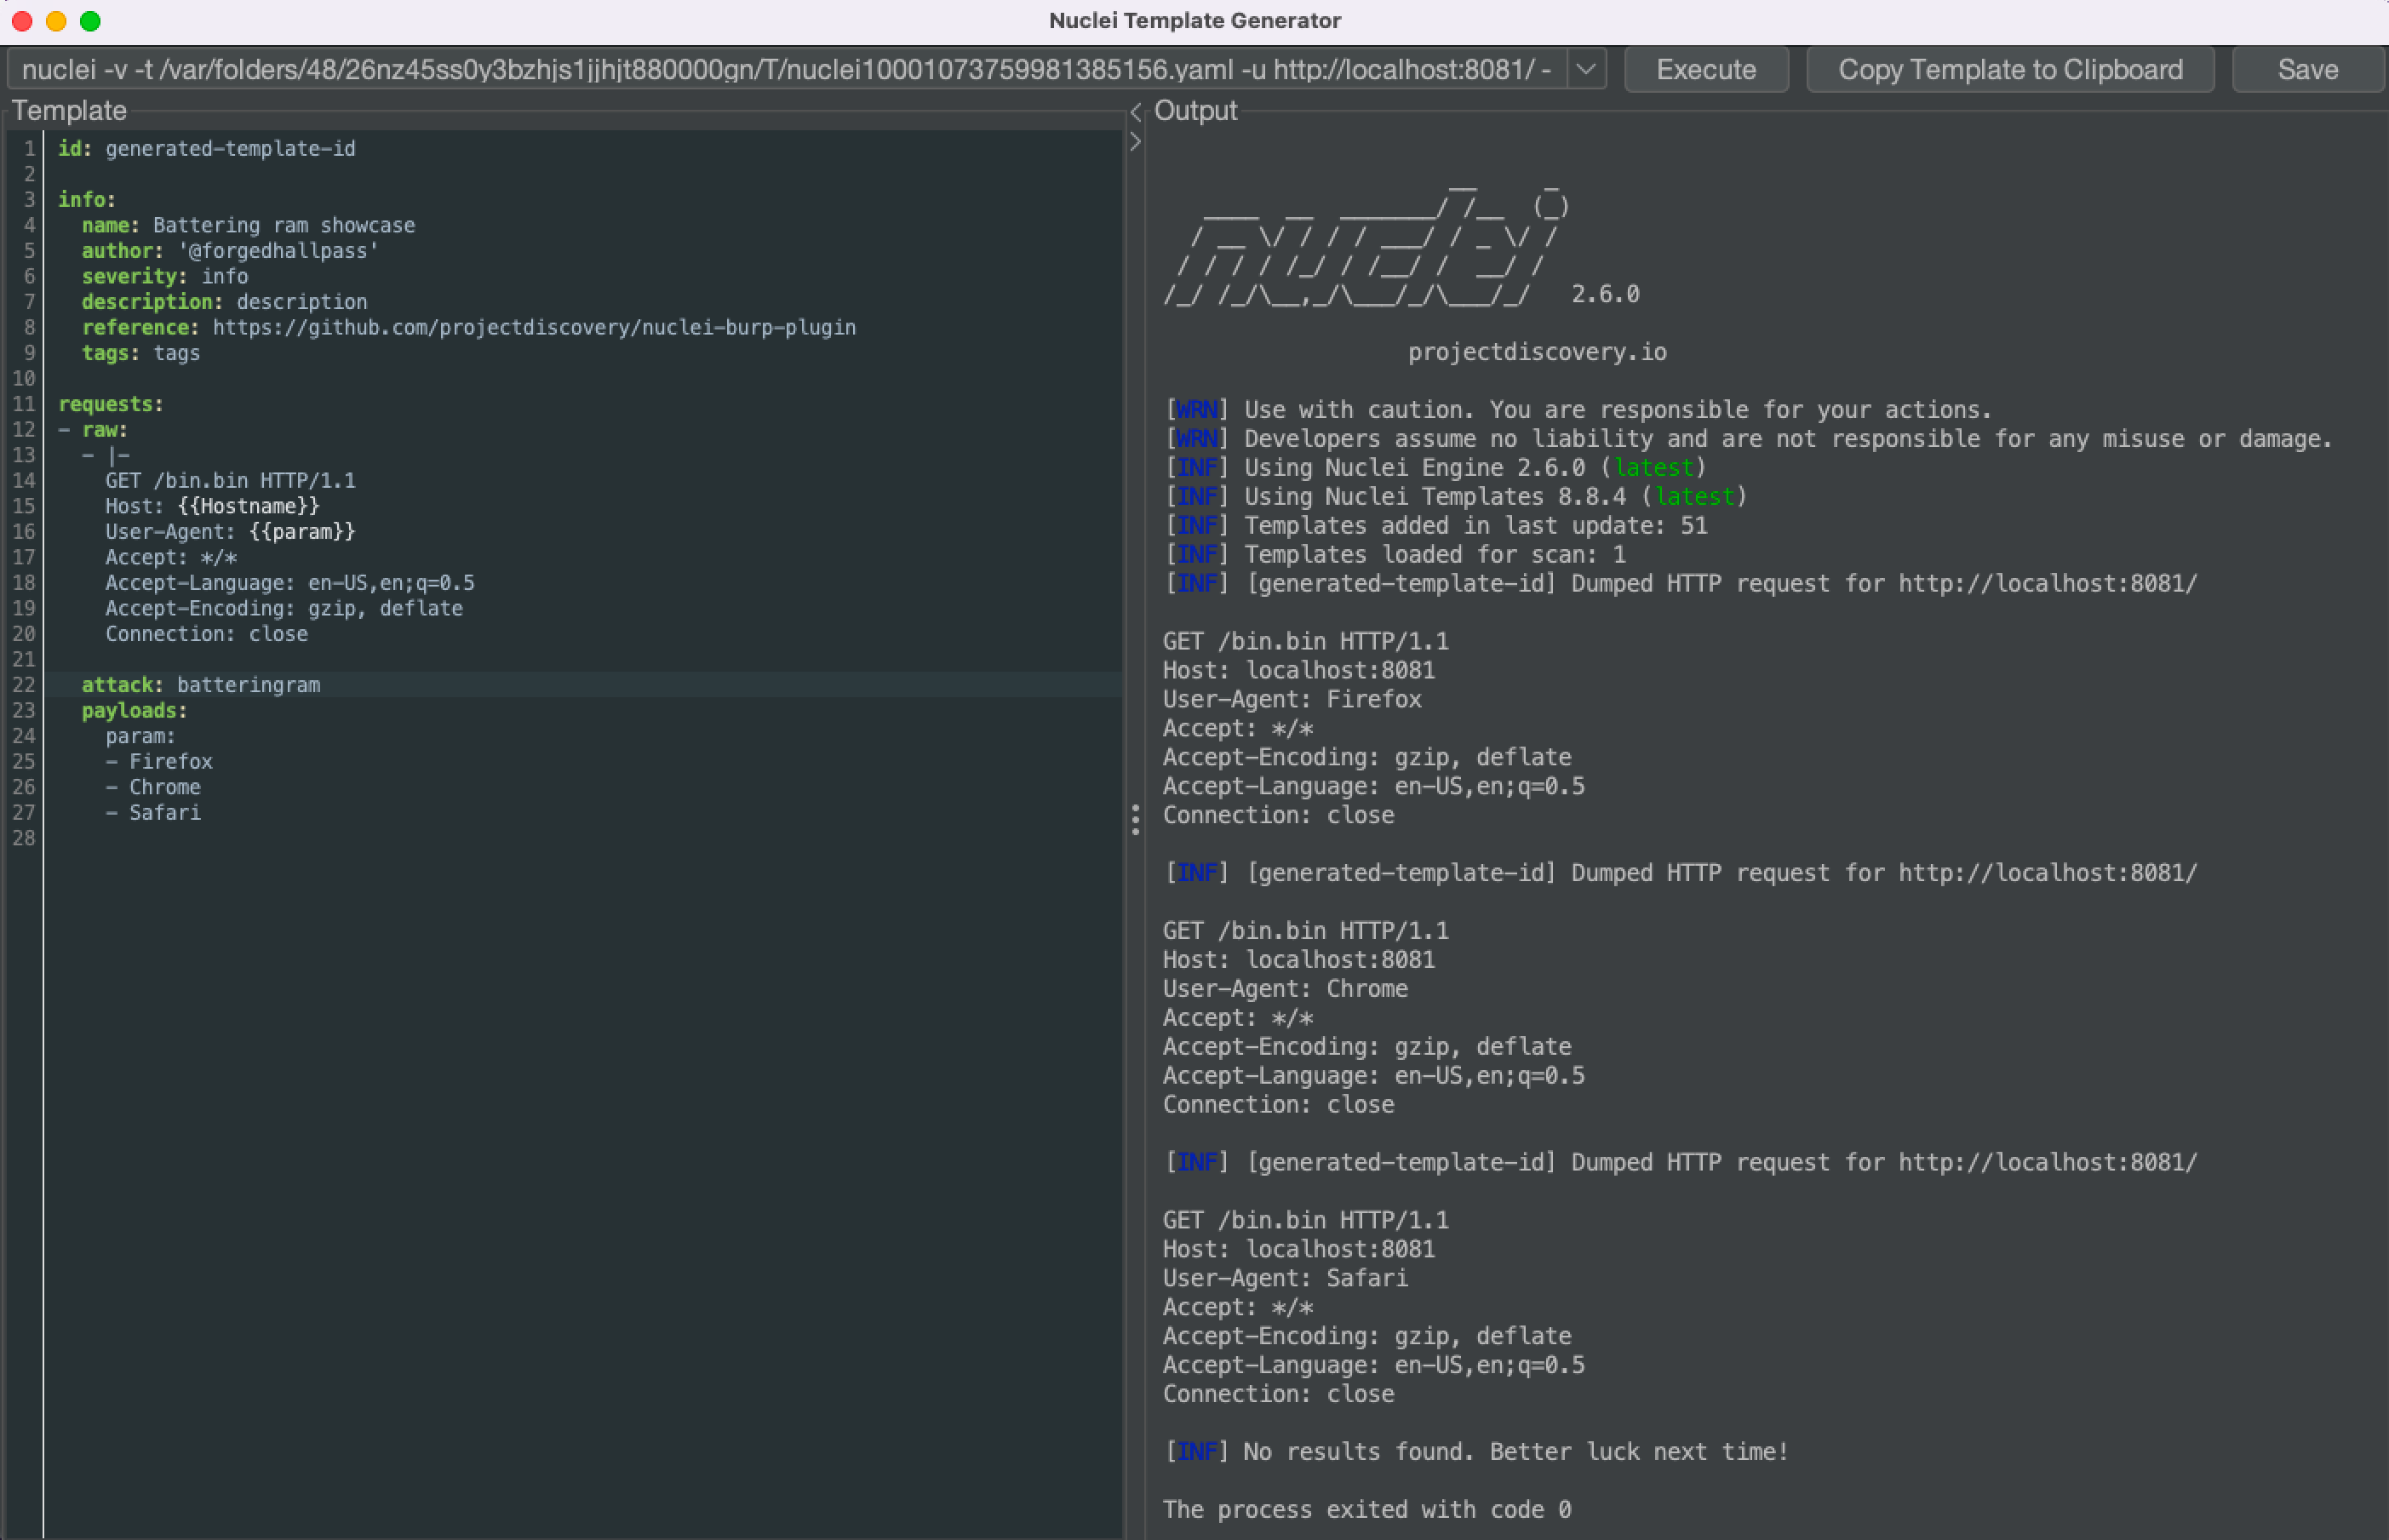 Nuclei Template Generator
nuclei -v -t /var/folders/48/26nz45ss0y3bzhjs1jjhjt880000gn/T/nuclei10001073759981385156.yaml -u http://localhost:8081/ -
Execute
Copy Template to Clipboard
Save
Template
1 id: generated-template-id
2
3 info:
4 name: Battering ram showcase
5 author: '@forgedhallpass'
6 severity: info
7 description: description
8 reference: https://github.com/projectdiscovery/nuclei-burp-plugin
9 tags: tags
10
11 requests:
12 - raw:
13 - |-
14 GET /bin.bin HTTP/1.1
15 Host: {{Hostname}}
16 User-Agent: {{param}}
17 Accept: */*
18 Accept-Language: en-US,en;q=0.5
19 Accept-Encoding: gzip, deflate
20 Connection: close
21
22 attack: batteringram
23 payloads:
24 param:
25 - Firefox
26 - Chrome
27 - Safari
28
Output
nuclei 2.6.0
projectdiscovery.io
[WRN] Use with caution. You are responsible for your actions.
[WRN] Developers assume no liability and are not responsible for any misuse or damage.
[INF] Using Nuclei Engine 2.6.0 (latest)
[INF] Using Nuclei Templates 8.8.4 (latest)
[INF] Templates added in last update: 51
[INF] Templates loaded for scan: 1
[INF] [generated-template-id] Dumped HTTP request for http://localhost:8081/
GET /bin.bin HTTP/1.1
Host: localhost:8081
User-Agent: Firefox
Accept: */*
Accept-Encoding: gzip, deflate
Accept-Language: en-US,en;q=0.5
Connection: close
[INF] [generated-template-id] Dumped HTTP request for http://localhost:8081/
GET /bin.bin HTTP/1.1
Host: localhost:8081
User-Agent: Chrome
Accept: */*
Accept-Encoding: gzip, deflate
Accept-Language: en-US,en;q=0.5
Connection: close
[INF] [generated-template-id] Dumped HTTP request for http://localhost:8081/
GET /bin.bin HTTP/1.1
Host: localhost:8081
User-Agent: Safari
Accept: */*
Accept-Encoding: gzip, deflate
Accept-Language: en-US,en;q=0.5
Connection: close
[INF] No results found. Better luck next time!
The process exited with code 0